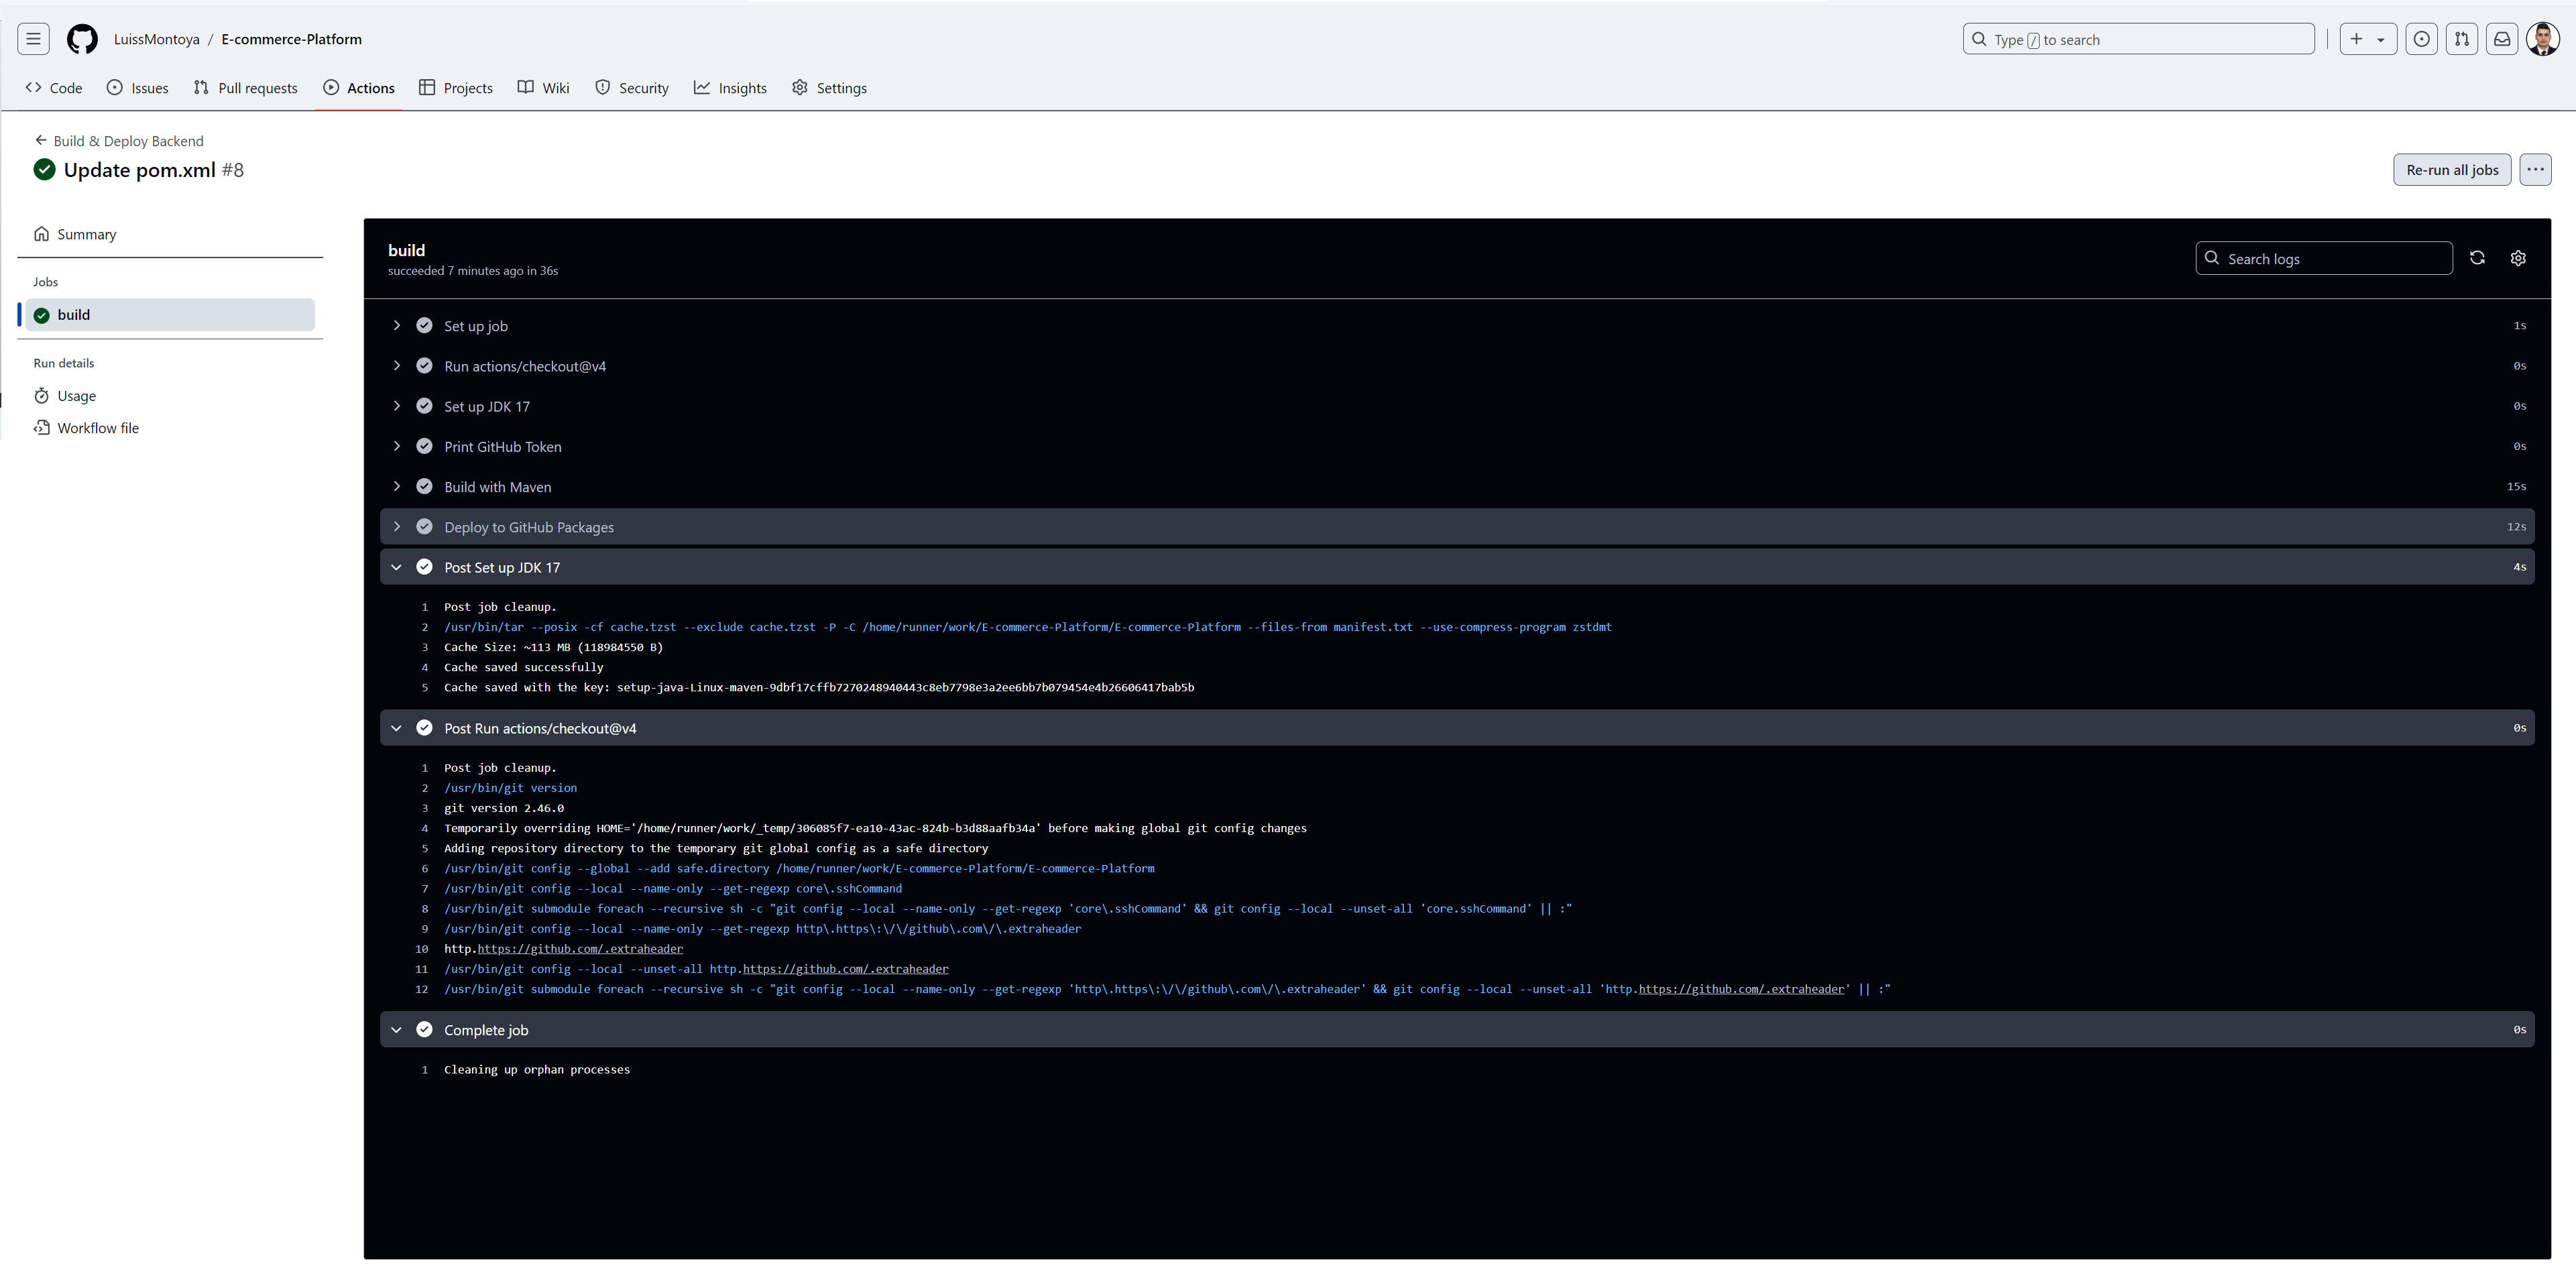 LuissMontoya / E-commerce-Platform
Type / to search
Code Issues Pull requests Actions Projects Wiki Security Insights Settings
Build & Deploy Backend
Update pom.xml #8
Re-run all jobs
Summary
Jobs
build
Run details
Usage
Workflow file
build
succeeded 7 minutes ago in 36s
Search logs
Set up job 1s
Run actions/checkout@v4 0s
Set up JDK 17 0s
Print GitHub Token 0s
Build with Maven 15s
Deploy to GitHub Packages 12s
Post Set up JDK 17 4s
1 Post job cleanup.
2 /usr/bin/tar --posix -cf cache.tzst --exclude cache.tzst -P -C /home/runner/work/E-commerce-Platform/E-commerce-Platform --files-from manifest.txt --use-compress-program zstdmt
3 Cache Size: ~113 MB (118984550 B)
4 Cache saved successfully
5 Cache saved with the key: setup-java-Linux-maven-9dbf17cffb7270248940443c8eb7798e3a2ee6bb7b079454e4b26606417bab5b
Post Run actions/checkout@v4 0s
1 Post job cleanup.
2 /usr/bin/git version
3 git version 2.46.0
4 Temporarily overriding HOME='/home/runner/work/_temp/306085f7-ea10-43ac-824b-b3d88aafb34a' before making global git config changes
5 Adding repository directory to the temporary git global config as a safe directory
6 /usr/bin/git config --global --add safe.directory /home/runner/work/E-commerce-Platform/E-commerce-Platform
7 /usr/bin/git config --local --name-only --get-regexp core\.sshCommand
8 /usr/bin/git submodule foreach --recursive sh -c "git config --local --name-only --get-regexp 'core\.sshCommand' && git config --local --unset-all 'core.sshCommand' || :"
9 /usr/bin/git config --local --name-only --get-regexp http\.https\:\/\/github\.com\/\.extraheader
10 http.https://github.com/.extraheader
11 /usr/bin/git config --local --unset-all http.https://github.com/.extraheader
12 /usr/bin/git submodule foreach --recursive sh -c "git config --local --name-only --get-regexp 'http\.https\:\/\/github\.com\/\.extraheader' && git config --local --unset-all 'http.https://github.com/.extraheader' || :"
Complete job 0s
1 Cleaning up orphan processes